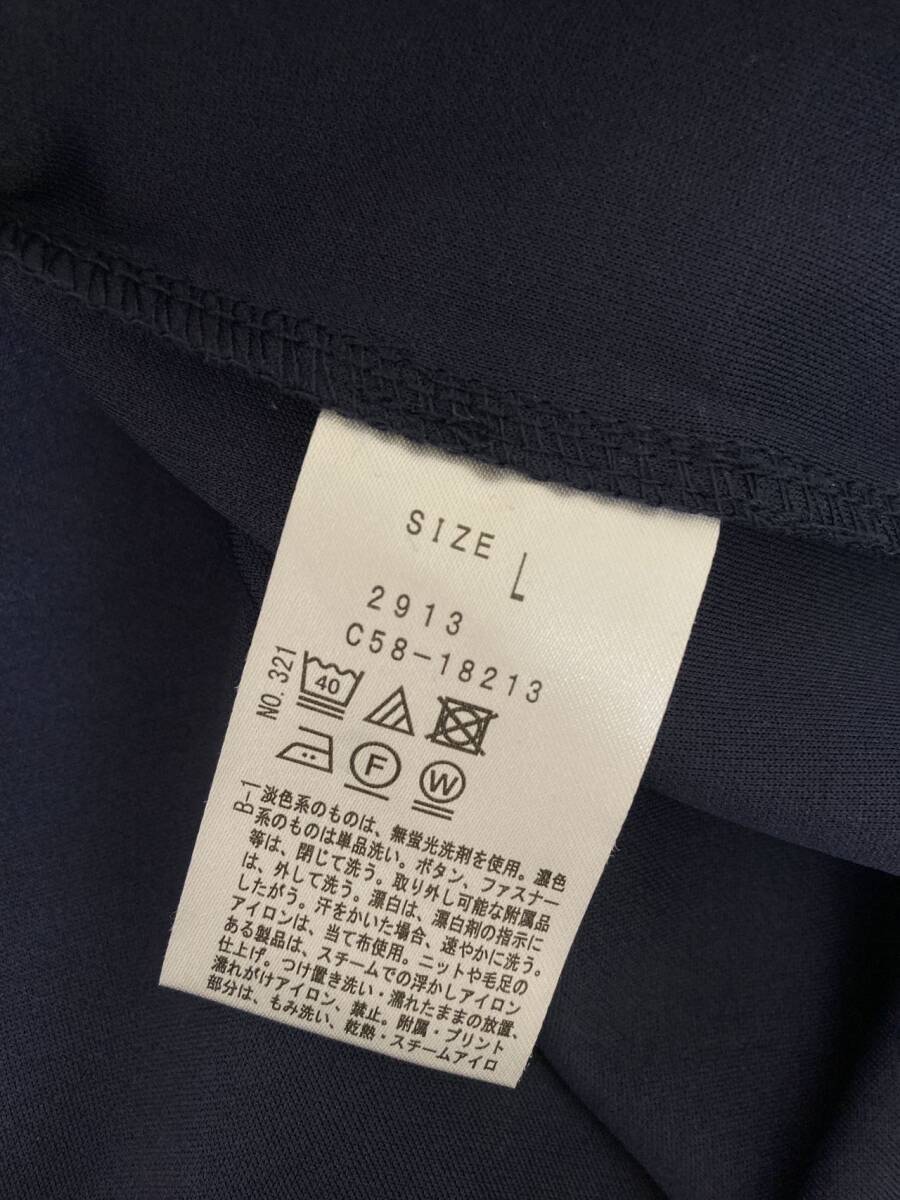 SIZE L
2913
C58-18213
NO.321
40
F W
B-1
淡色系のものは、無蛍光洗剤を使用。濃色
系のものは単品洗い。ボタン、ファスナー
等は、閉じて洗う。取り外し可能な附属品
は、外して洗う。漂白は、漂白剤の指示に
したがう。汗をかいた場合、速やかに洗う。
アイロンは、当て布使用。ニットや毛足の
ある製品は、スチームでの浮かしアイロン
仕上げ。つけ置き洗い・濡れたままの放置、
濡れがけアイロン、禁止。附属・プリント
部分は、もみ洗い、乾熱・スチームアイロ